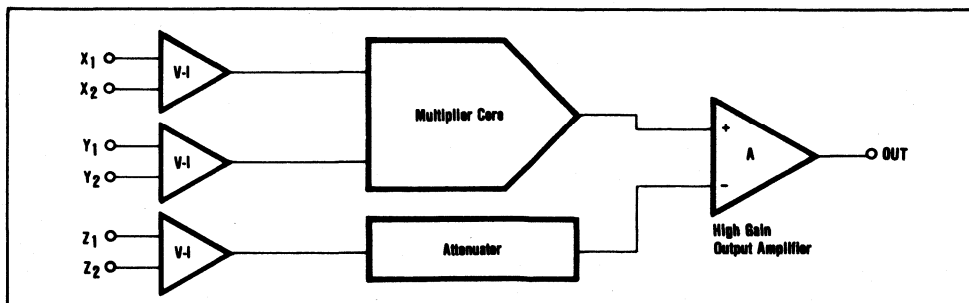 X1
X2
V-I
Multiplier Core
Y1
Y2
V-I
+
A
−
OUT
High Gain
Output Amplifier
Z1
Z2
V-I
Attenuator